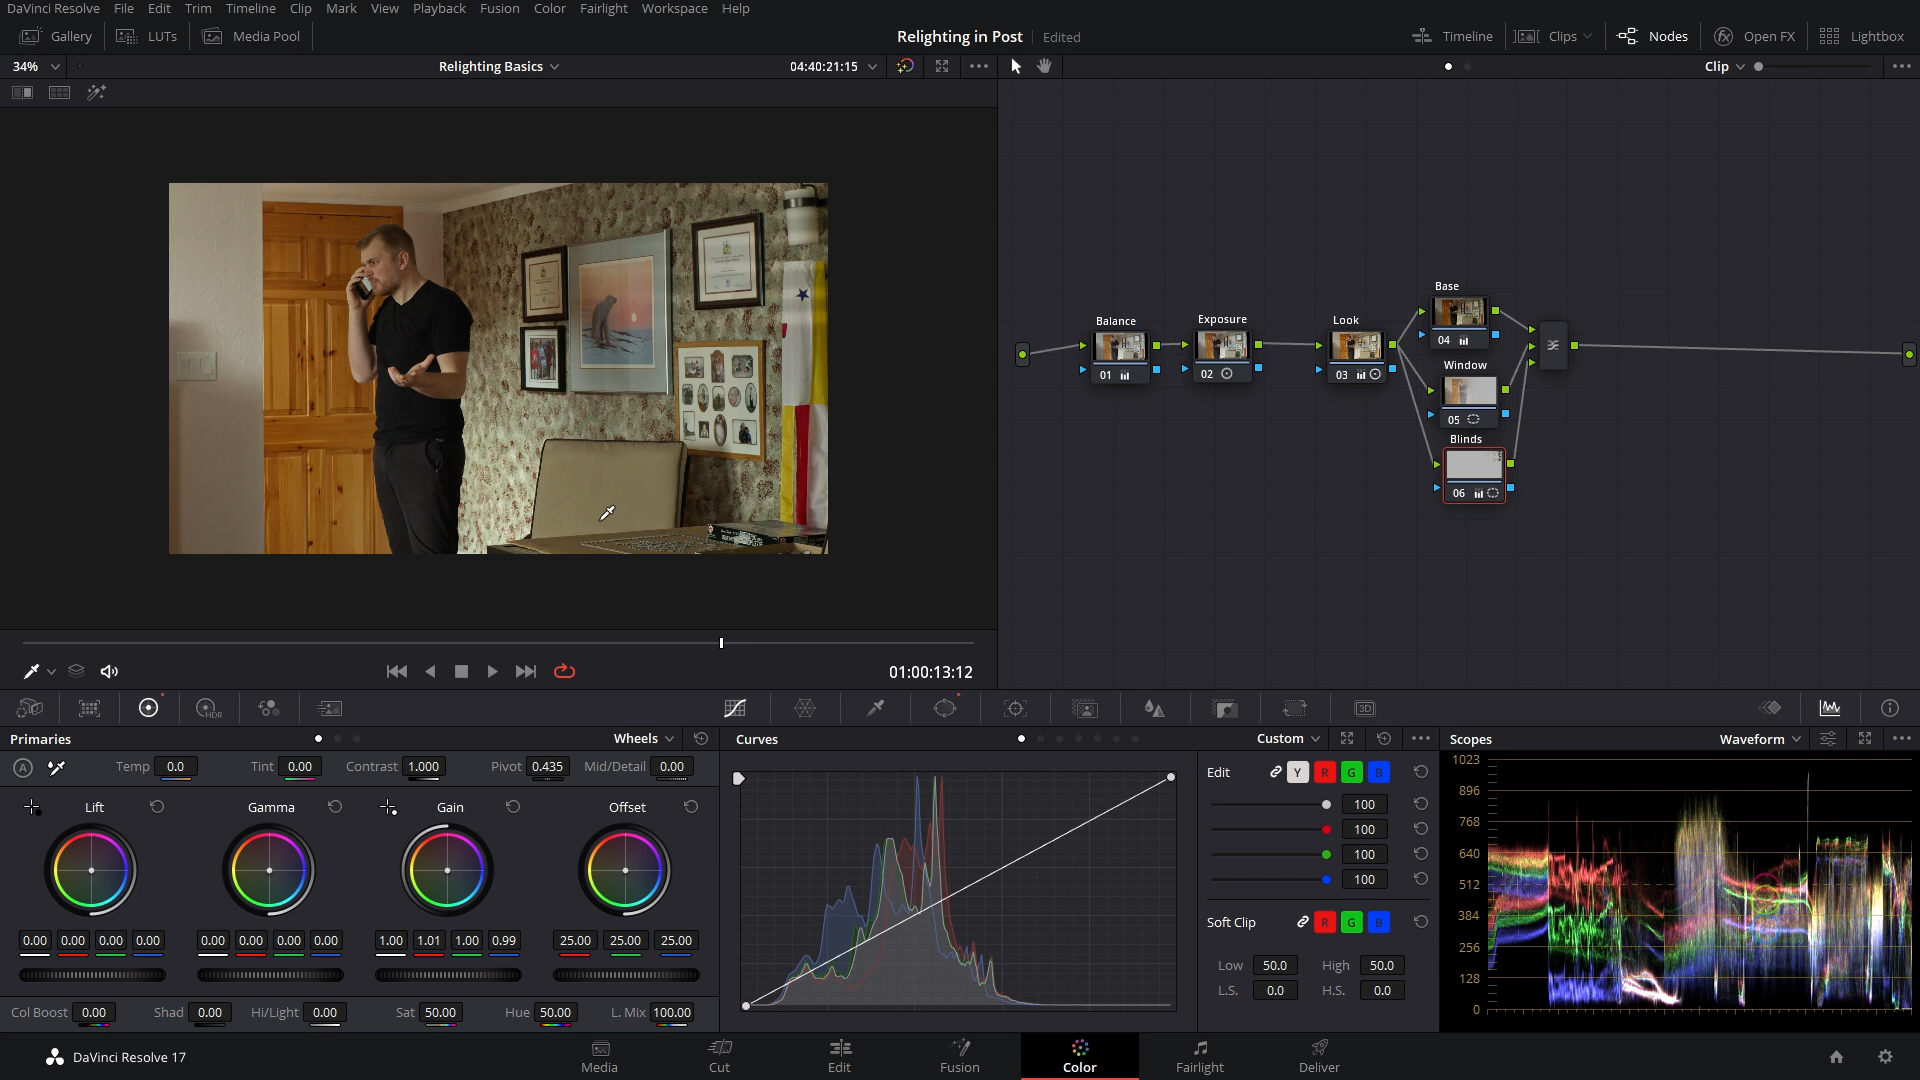 DaVinci Resolve File Edit Trim Timeline Clip Mark View Playback Fusion Color Fairlight Workspace Help
Gallery LUTs Media Pool Relighting in Post Edited Timeline Clips Nodes Open FX Lightbox
34% Relighting Basics 04:40:21:15 Clip
Base
Balance Exposure Look
04
01 02 03
Window
05
Blinds
06
01:00:13:12
HDR 3D
Primaries Wheels Curves Custom Scopes Waveform
A Temp 0.0 Tint 0.00 Contrast 1.000 Pivot 0.435 Mid/Detail 0.00
Lift Gamma Gain Offset
0.00 0.00 0.00 0.00 0.00 0.00 0.00 0.00 1.00 1.01 1.00 0.99 25.00 25.00 25.00
Col Boost 0.00 Shad 0.00 Hi/Light 0.00 Sat 50.00 Hue 50.00 L. Mix 100.00
Edit Y R G B
100
100
100
100
Soft Clip R G B
Low 50.0 High 50.0
L.S. 0.0 H.S. 0.0
1023
896
768
640
512
384
256
128
0
DaVinci Resolve 17 Media Cut Edit Fusion Color Fairlight Deliver